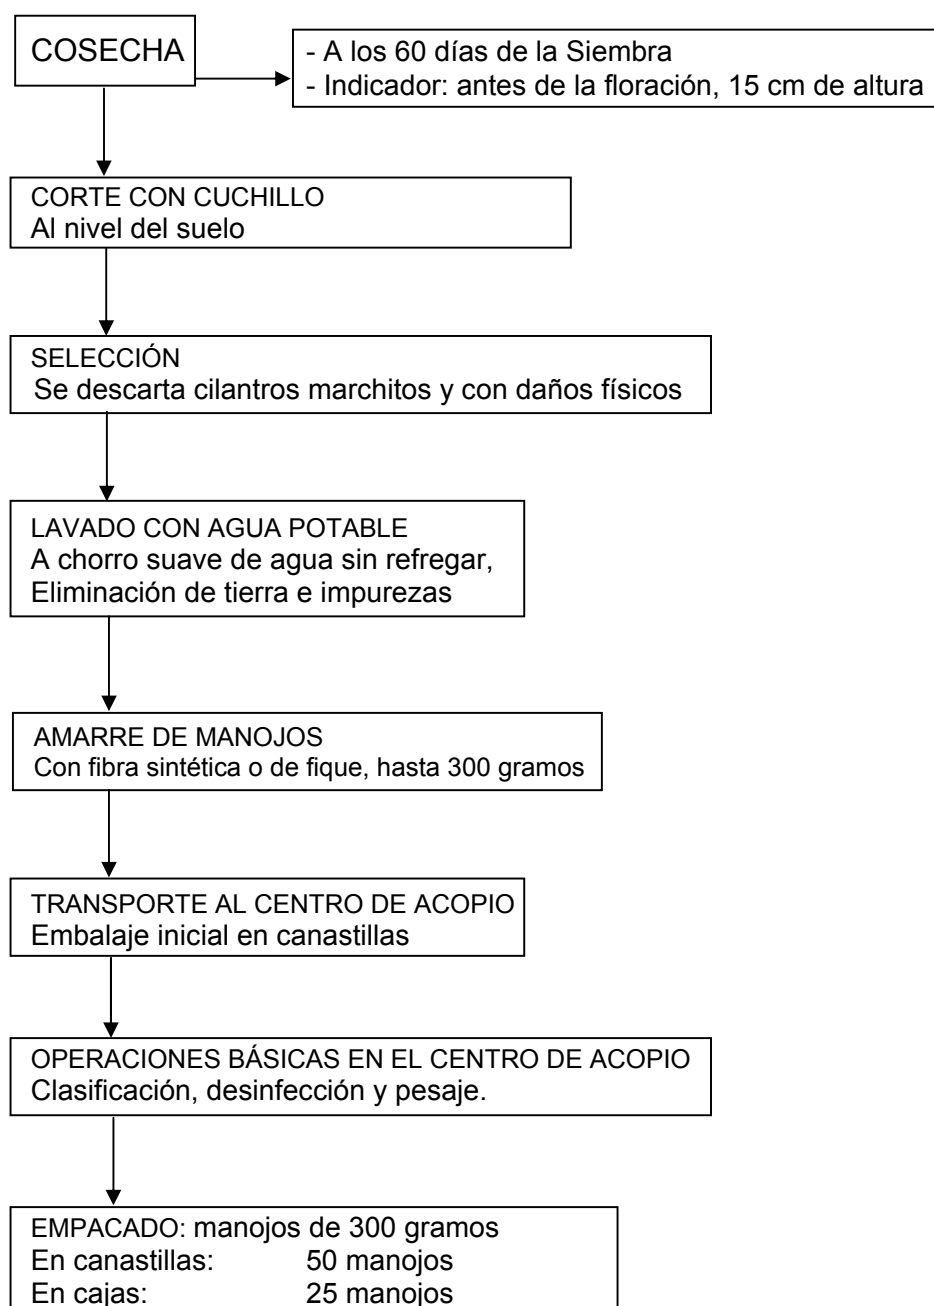 COSECHA
- A los 60 días de la Siembra
- Indicador: antes de la floración, 15 cm de altura
CORTE CON CUCHILLO
Al nivel del suelo
SELECCIÓN
Se descarta cilantros marchitos y con daños físicos
LAVADO CON AGUA POTABLE
A chorro suave de agua sin refregar,
Eliminación de tierra e impurezas
AMARRE DE MANOJOS
Con fibra sintética o de fique, hasta 300 gramos
TRANSPORTE AL CENTRO DE ACOPIO
Embalaje inicial en canastillas
OPERACIONES BÁSICAS EN EL CENTRO DE ACOPIO
Clasificación, desinfección y pesaje.
EMPACADO: manojos de 300 gramos
En canastillas: 50 manojos
En cajas: 25 manojos